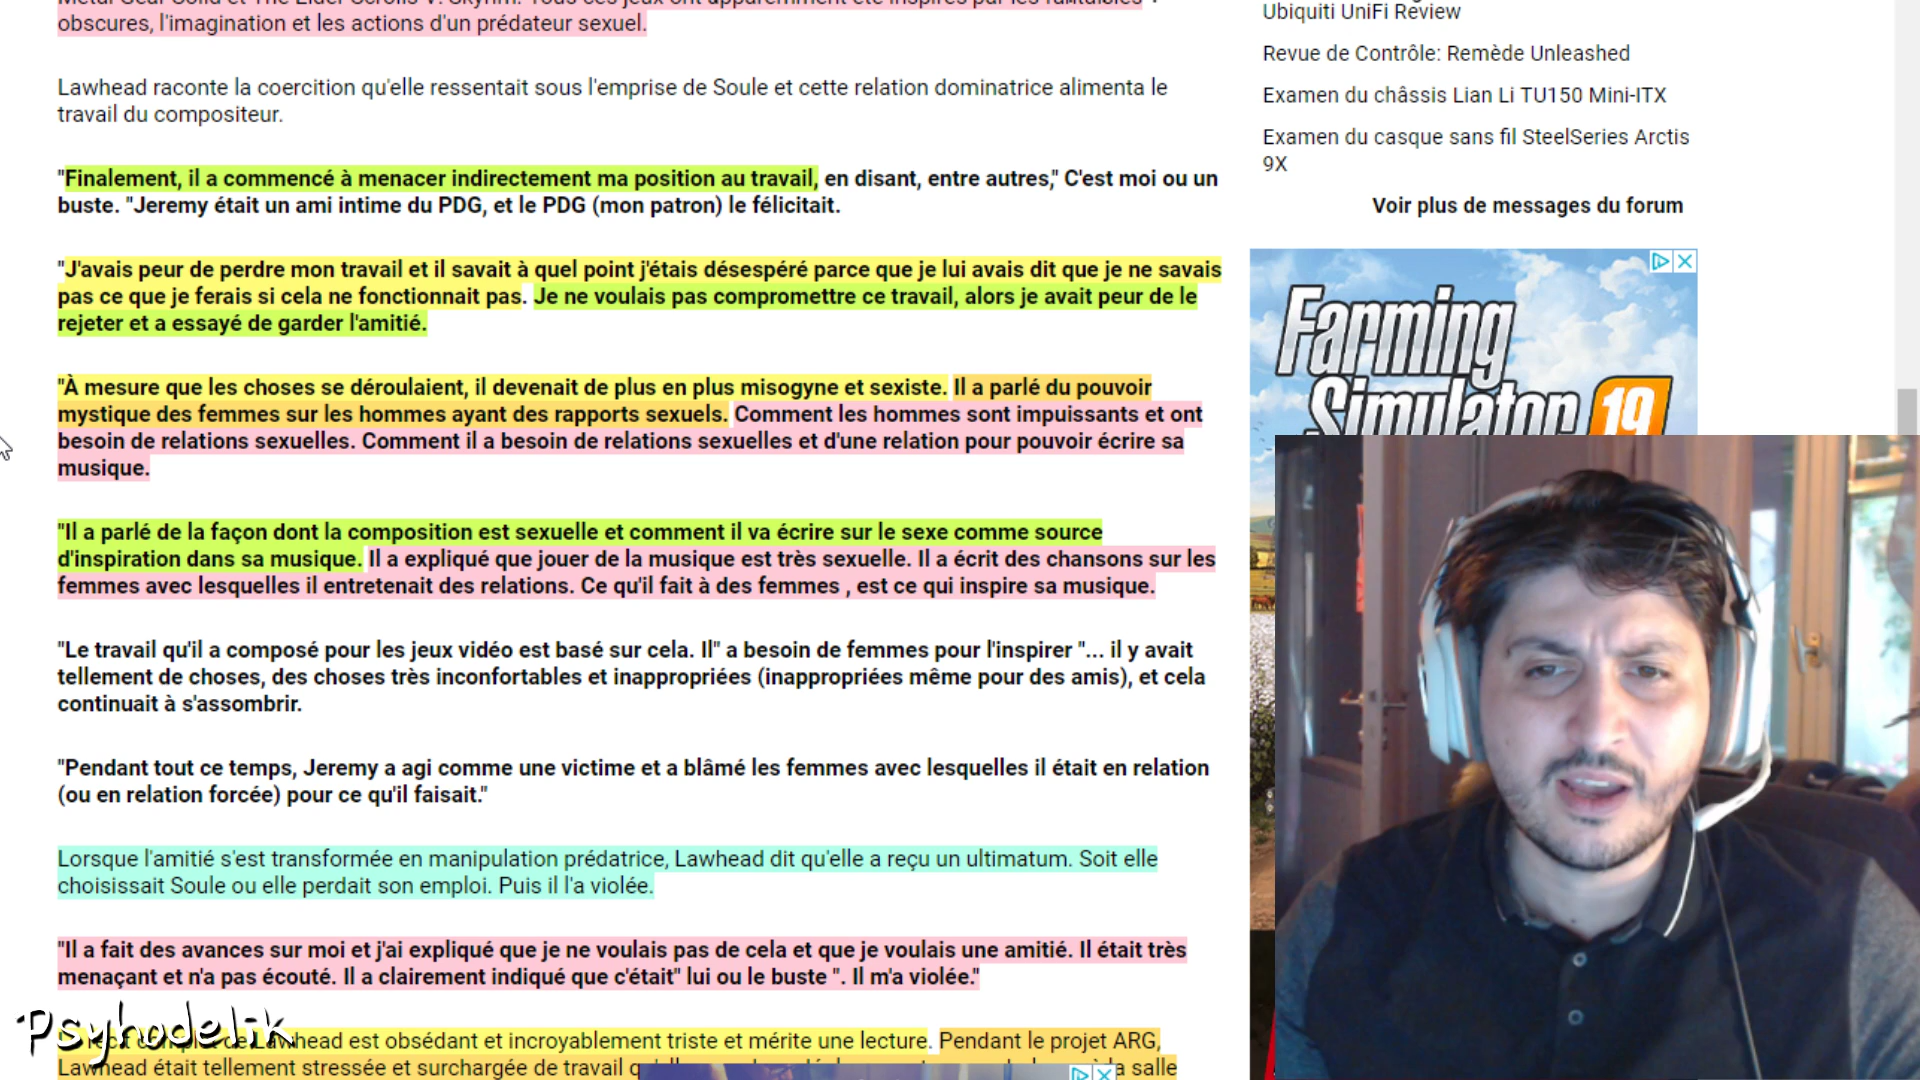 obscures, l'imagination et les actions d'un prédateur sexuel.
Lawhead raconte la coercition qu'elle ressentait sous l'emprise de Soule et cette relation dominatrice alimenta le
travail du compositeur.
"Finalement, il a commencé à menacer indirectement ma position au travail, en disant, entre autres," C'est moi ou un
buste. "Jeremy était un ami intime du PDG, et le PDG (mon patron) le félicitait.
"J'avais peur de perdre mon travail et il savait à quel point j'étais désespéré parce que je lui avais dit que je ne savais
pas ce que je ferais si cela ne fonctionnait pas. Je ne voulais pas compromettre ce travail, alors je avait peur de le
rejeter et a essayé de garder l'amitié.
"À mesure que les choses se déroulaient, il devenait de plus en plus misogyne et sexiste. Il a parlé du pouvoir
mystique des femmes sur les hommes ayant des rapports sexuels. Comment les hommes sont impuissants et ont
besoin de relations sexuelles. Comment il a besoin de relations sexuelles et d'une relation pour pouvoir écrire sa
musique.
"Il a parlé de la façon dont la composition est sexuelle et comment il va écrire sur le sexe comme source
d'inspiration dans sa musique. Il a expliqué que jouer de la musique est très sexuelle. Il a écrit des chansons sur les
femmes avec lesquelles il entretenait des relations. Ce qu'il fait à des femmes , est ce qui inspire sa musique.
"Le travail qu'il a composé pour les jeux vidéo est basé sur cela. Il" a besoin de femmes pour l'inspirer "... il y avait
tellement de choses, des choses très inconfortables et inappropriées (inappropriées même pour des amis), et cela
continuait à s'assombrir.
"Pendant tout ce temps, Jeremy a agi comme une victime et a blâmé les femmes avec lesquelles il était en relation
(ou en relation forcée) pour ce qu'il faisait."
Lorsque l'amitié s'est transformée en manipulation prédatrice, Lawhead dit qu'elle a reçu un ultimatum. Soit elle
choisissait Soule ou elle perdait son emploi. Puis il l'a violée.
"Il a fait des avances sur moi et j'ai expliqué que je ne voulais pas de cela et que je voulais une amitié. Il était très
menaçant et n'a pas écouté. Il a clairement indiqué que c'était" lui ou le buste ". Il m'a violée."
Lawhead est obsédant et incroyablement triste et mérite une lecture. Pendant le projet ARG,
Lawhead était tellement stressée et surchargée de travail
salle
Psyhodelik
Ubiquiti UniFi Review
Revue de Contrôle: Remède Unleashed
Examen du châssis Lian Li TU150 Mini-ITX
Examen du casque sans fil SteelSeries Arctis
9X
Voir plus de messages du forum
Farming
Simulator 19